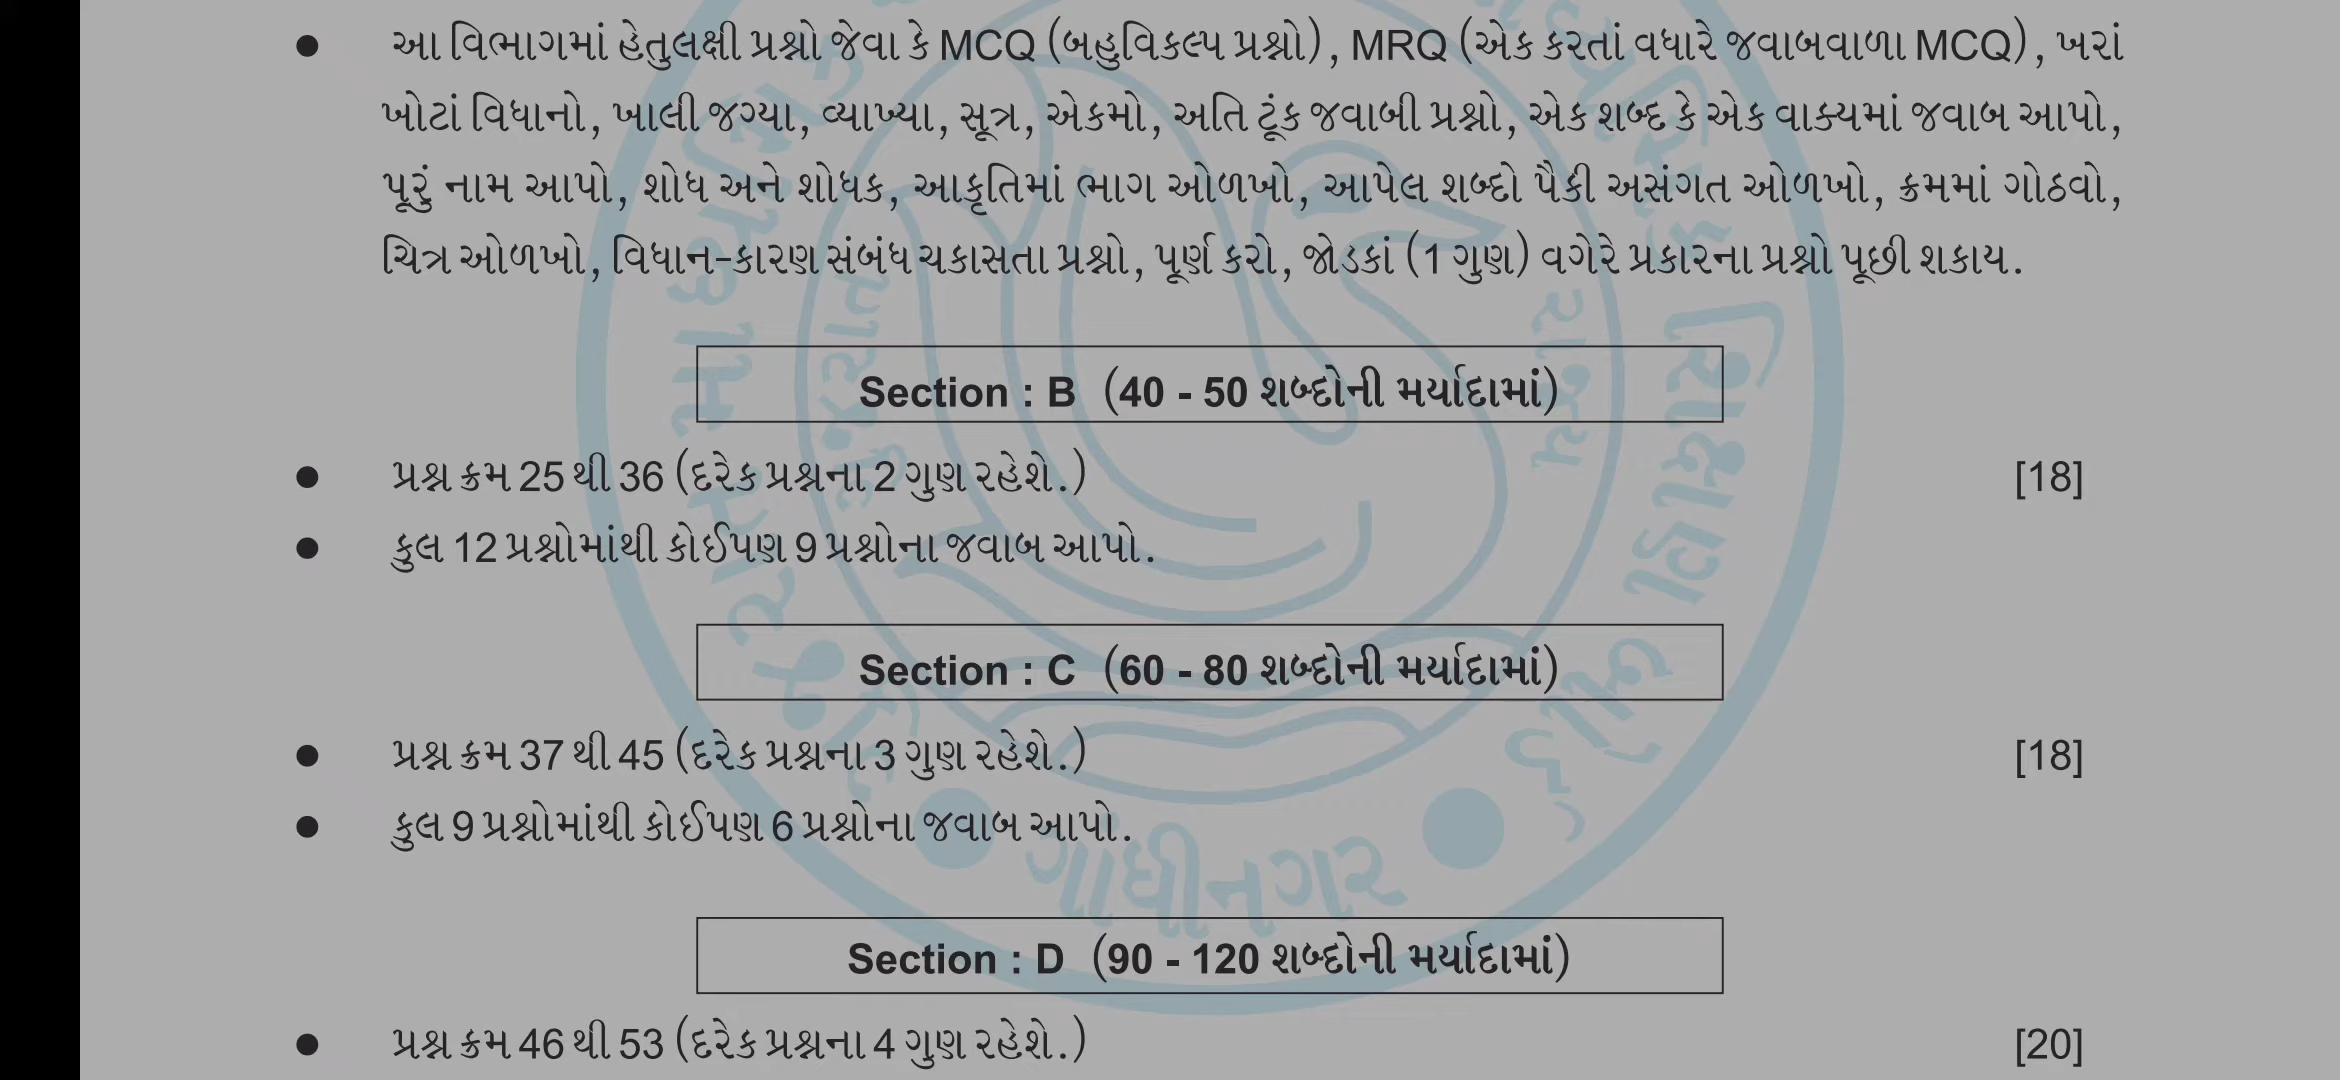 ● આ વિભાગમાં હેતુલક્ષી પ્રશ્નો જેવા કે MCQ (બહુવિકલ્પ પ્રશ્નો), MRQ (એક કરતાં વધારે જવાબવાળા MCQ), ખરાં
ખોટાં વિધાનો, ખાલી જગ્યા, વ્યાખ્યા, સૂત્ર, એકમો, અતિ ટૂંક જવાબી પ્રશ્નો, એક શબ્દ કે એક વાક્યમાં જવાબ આપો,
પૂરું નામ આપો, શોધ અને શોધક, આકૃતિમાં ભાગ ઓળખો, આપેલ શબ્દો પૈકી અસંગત ઓળખો, ક્રમમાં ગોઠવો,
ચિત્ર ઓળખો, વિધાન-કારણ સંબંધ ચકાસતા પ્રશ્નો, પૂર્ણ કરો, જોડકાં (1 ગુણ) વગેરે પ્રકારના પ્રશ્નો પૂછી શકાય.
Section : B (40 - 50 શબ્દોની મર્યાદામાં)
● પ્રશ્ન ક્રમ 25 થી 36 (દરેક પ્રશ્નના 2 ગુણ રહેશે.) [18]
● કુલ 12 પ્રશ્નોમાંથી કોઈપણ 9 પ્રશ્નોના જવાબ આપો.
Section : C (60 - 80 શબ્દોની મર્યાદામાં)
● પ્રશ્ન ક્રમ 37 થી 45 (દરેક પ્રશ્નના 3 ગુણ રહેશે.) [18]
● કુલ 9 પ્રશ્નોમાંથી કોઈપણ 6 પ્રશ્નોના જવાબ આપો.
ગાંધીનગર
Section : D (90 - 120 શબ્દોની મર્યાદામાં)
● પ્રશ્ન ક્રમ 46 થી 53 (દરેક પ્રશ્નના 4 ગુણ રહેશે.) [20]